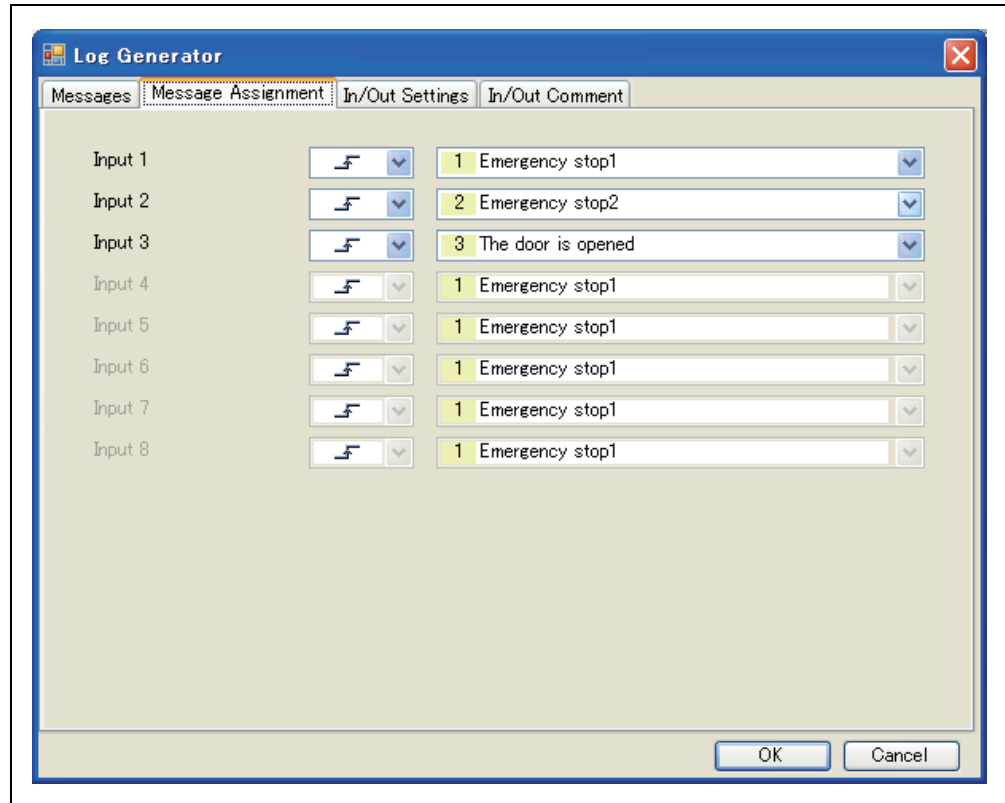 Log Generator
Messages Message Assignment In/Out Settings In/Out Comment
Input 1 1 Emergency stop1
Input 2 2 Emergency stop2
Input 3 3 The door is opened
Input 4 1 Emergency stop1
Input 5 1 Emergency stop1
Input 6 1 Emergency stop1
Input 7 1 Emergency stop1
Input 8 1 Emergency stop1
OK Cancel